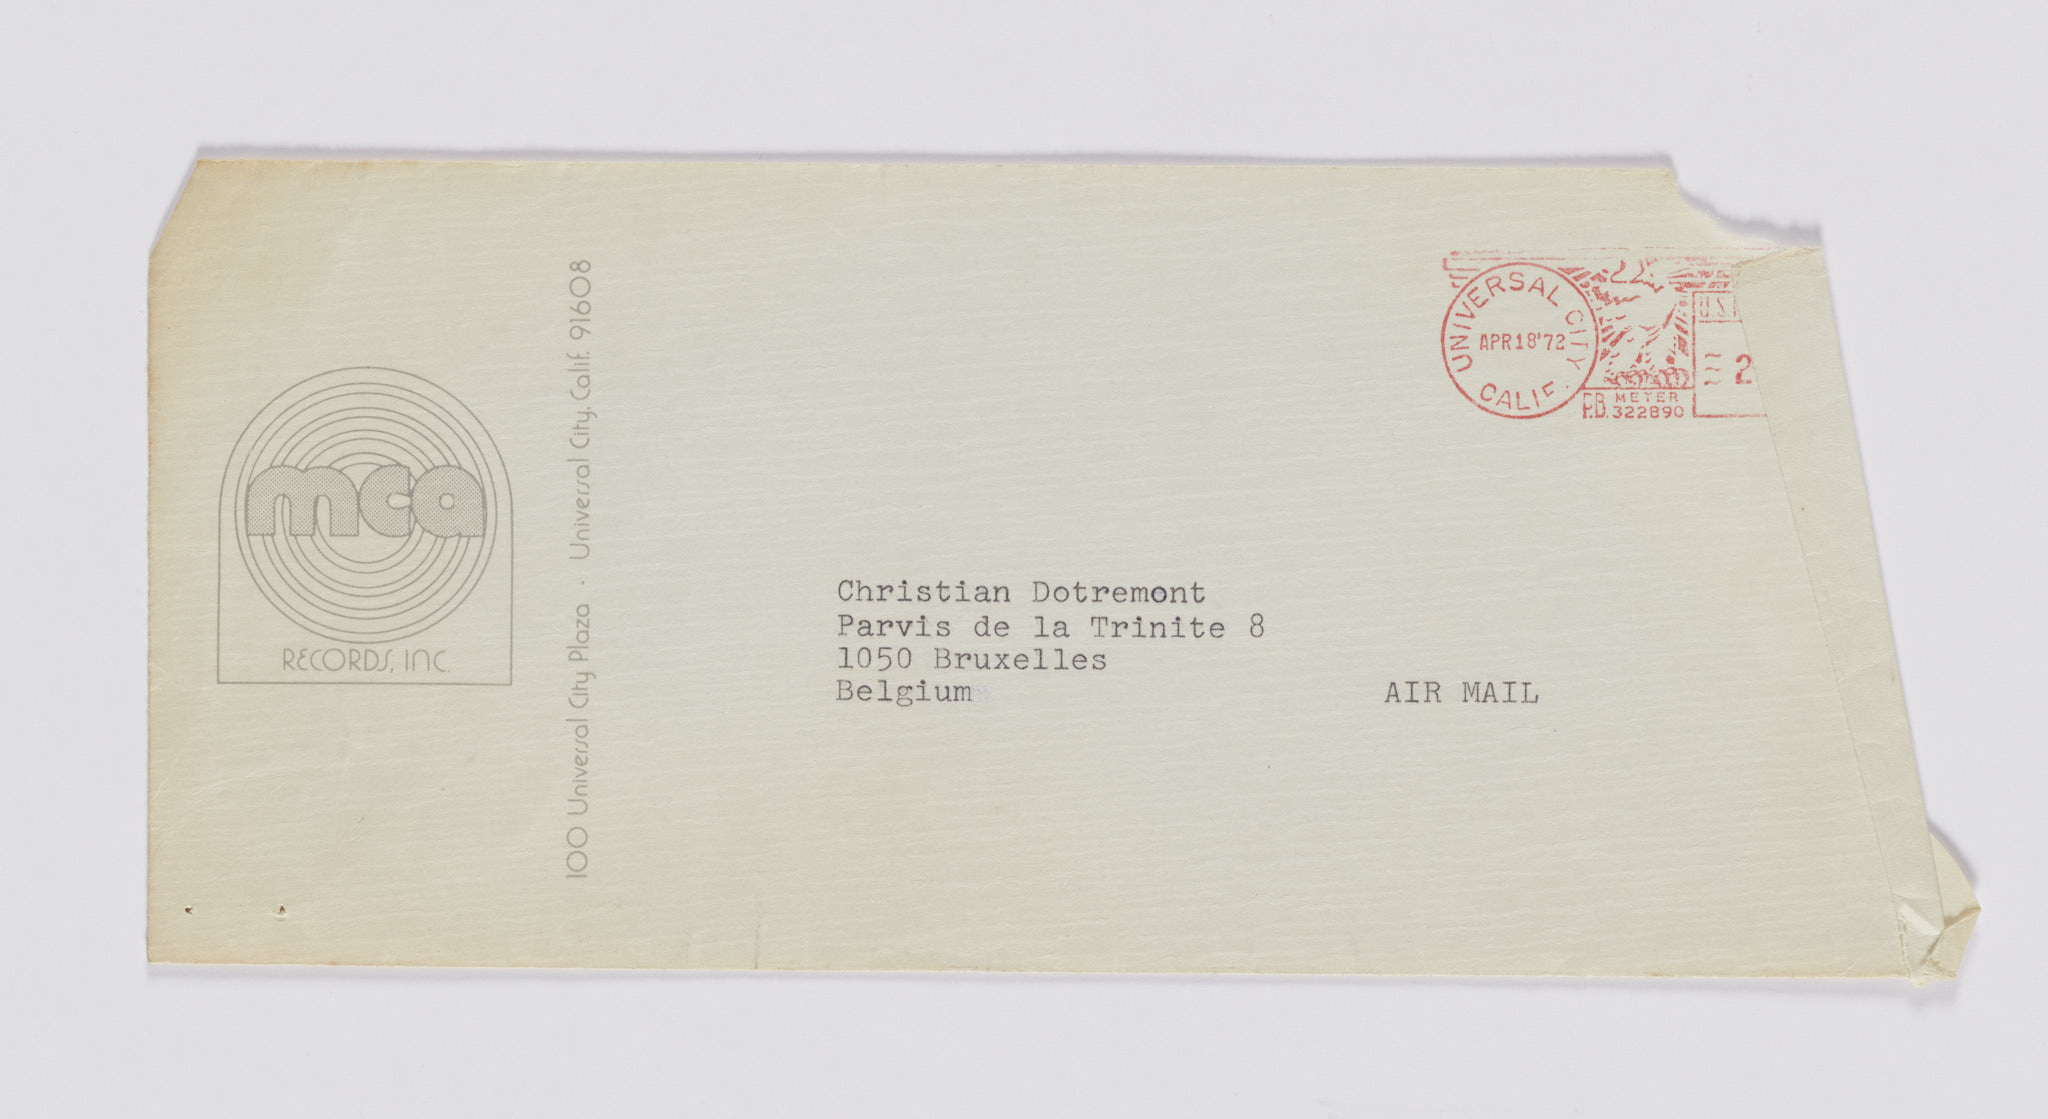 mca
RECORDS, INC.
100 Universal City Plaza · Universal City, Calif. 91608
UNIVERSAL CITY
APR 18 '72
CALIF.
P.B. METER
322890
U.S.
2
Christian Dotremont
Parvis de la Trinite 8
1050 Bruxelles
Belgium
AIR MAIL